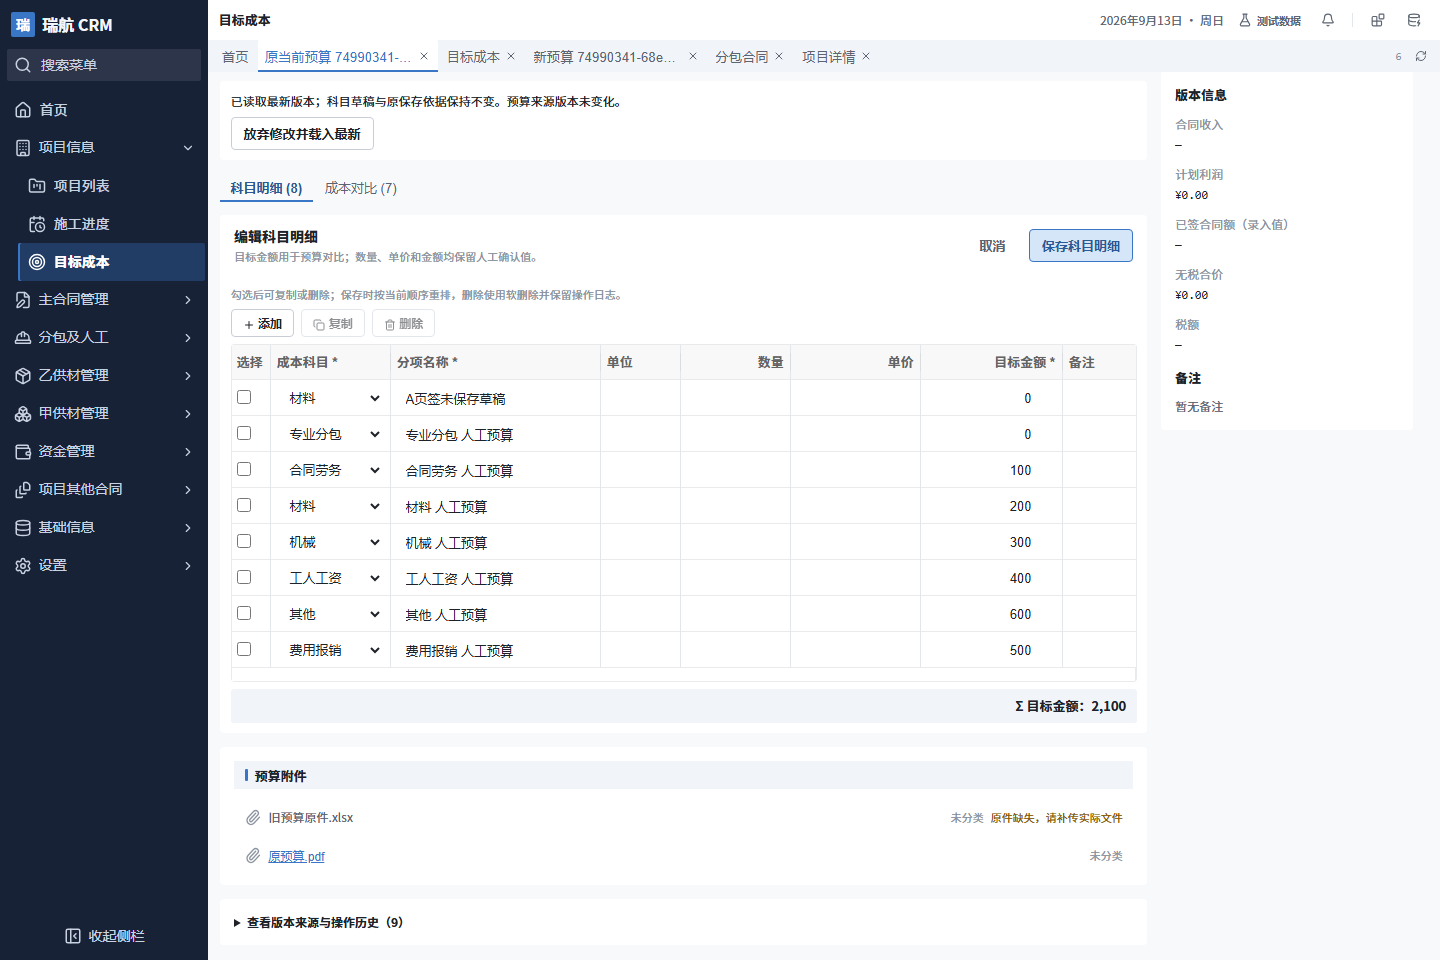 瑞 瑞航 CRM
搜索菜单
首页
项目信息
项目列表
施工进度
目标成本
主合同管理
分包及人工
乙供材管理
甲供材管理
资金管理
项目其他合同
基础信息
设置
收起侧栏
目标成本
2026年9月13日 · 周日 测试数据
首页 原当前预算 74990341-... 目标成本 新预算 74990341-68e... 分包合同 项目详情 6
已读取最新版本；科目草稿与原保存依据保持不变。预算来源版本未变化。
放弃修改并载入最新
科目明细 (8) 成本对比 (7)
编辑科目明细
目标金额用于预算对比；数量、单价和金额均保留人工确认值。
取消 保存科目明细
勾选后可复制或删除；保存时按当前顺序重排，删除使用软删除并保留操作日志。
添加 复制 删除
选择 成本科目 * 分项名称 * 单位 数量 单价 目标金额 * 备注
材料 A页签未保存草稿 0
专业分包 专业分包 人工预算 0
合同劳务 合同劳务 人工预算 100
材料 材料 人工预算 200
机械 机械 人工预算 300
工人工资 工人工资 人工预算 400
其他 其他 人工预算 600
费用报销 费用报销 人工预算 500
Σ 目标金额：2,100
预算附件
旧预算原件.xlsx 未分类 原件缺失，请补传实际文件
原预算.pdf 未分类
查看版本来源与操作历史（9）
版本信息
合同收入
—
计划利润
¥0.00
已签合同额（录入值）
—
无税合价
¥0.00
税额
—
备注
暂无备注